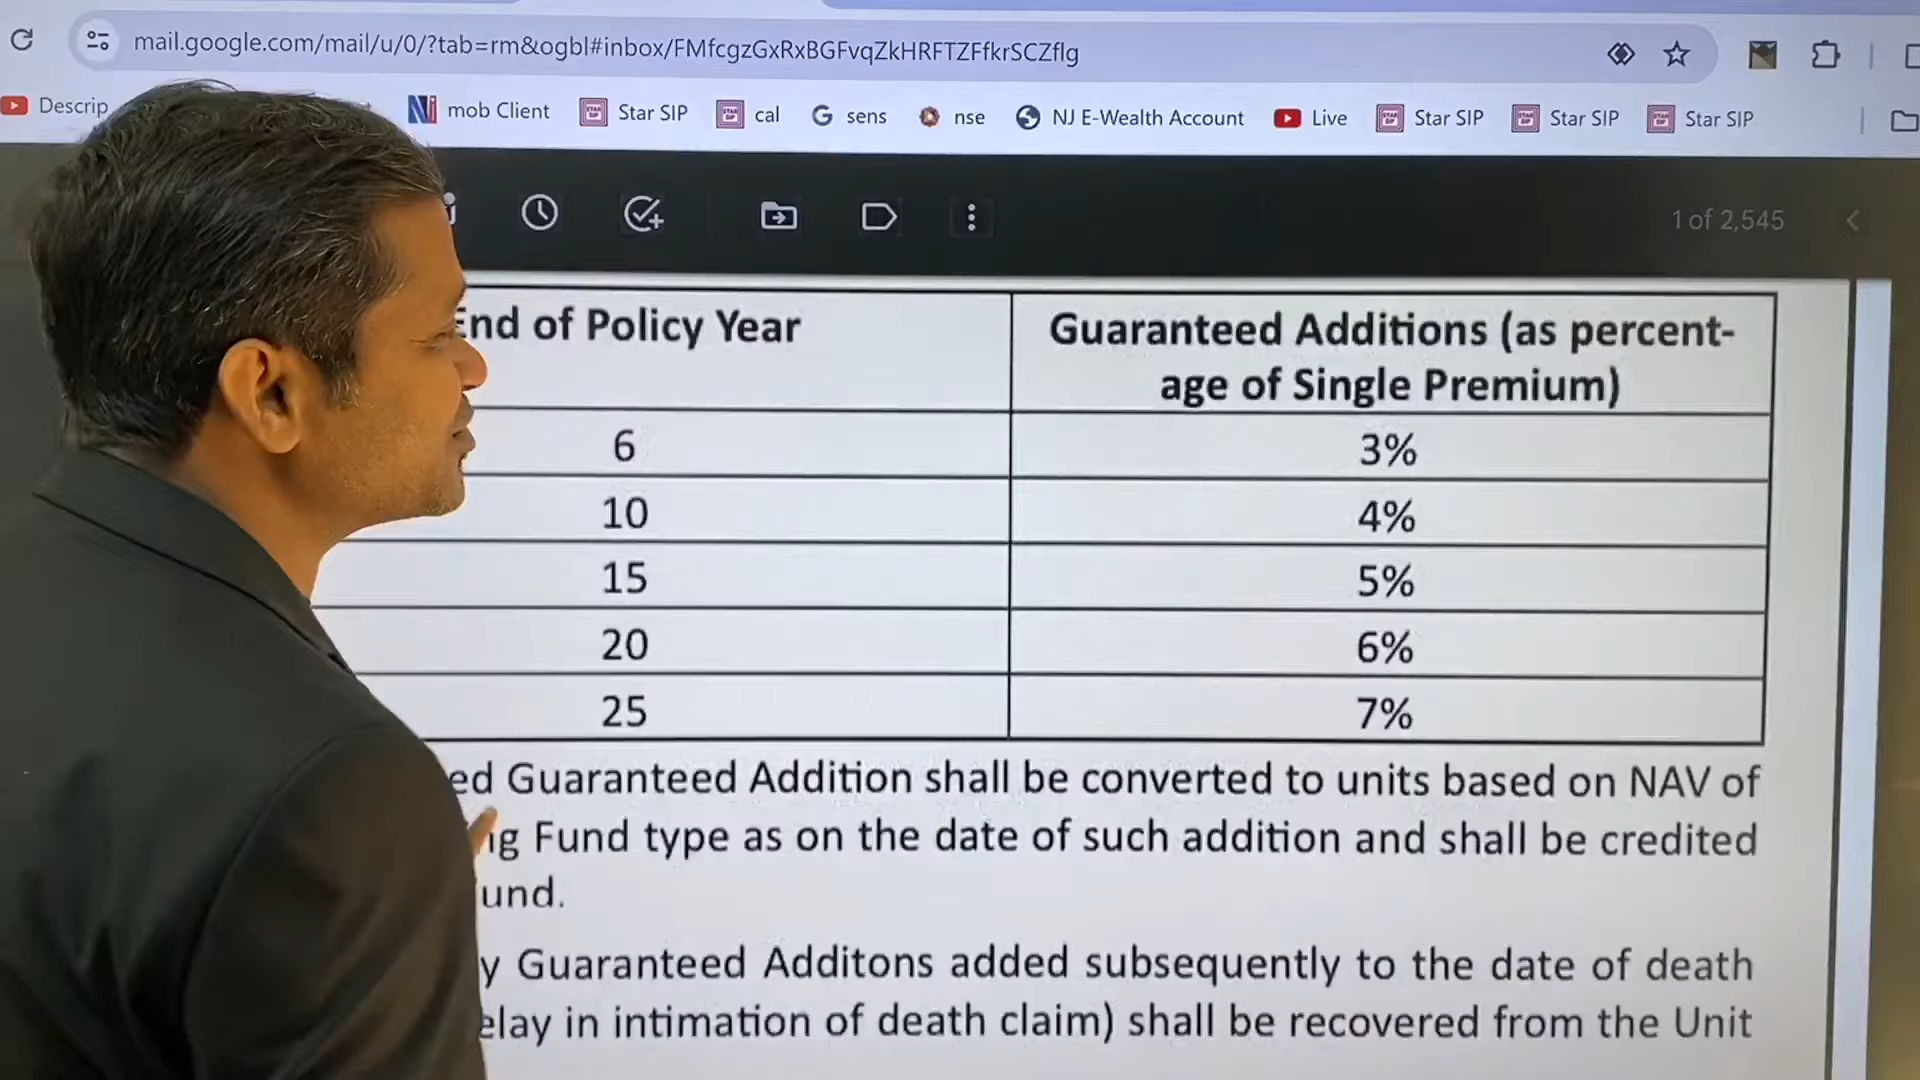 mail.google.com/mail/u/0/?tab=rm&ogbl#inbox/FMfcgzGxRxBGFvqZkHRFTZFfkrSCZflg
Descrip mob Client Star SIP cal sens nse NJ E-Wealth Account Live Star SIP Star SIP Star SIP
1 of 2,545
End of Policy Year Guaranteed Additions (as percent-
age of Single Premium)
6 3%
10 4%
15 5%
20 6%
25 7%
ed Guaranteed Addition shall be converted to units based on NAV of
ig Fund type as on the date of such addition and shall be credited
und.
y Guaranteed Additons added subsequently to the date of death
elay in intimation of death claim) shall be recovered from the Unit